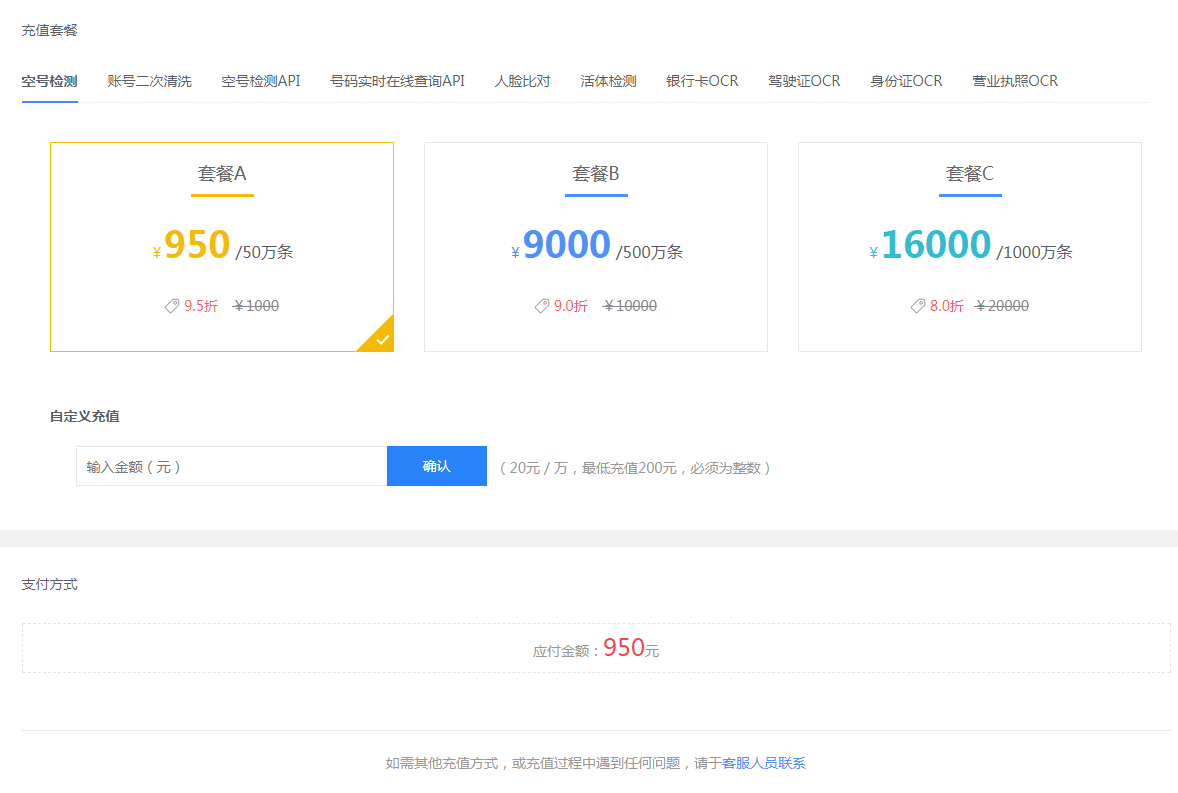 充值套餐
空号检测 账号二次清洗 空号检测API 号码实时在线查询API 人脸比对 活体检测 银行卡OCR 驾驶证OCR 身份证OCR 营业执照OCR
套餐A 套餐B 套餐C
¥950 /50万条 ¥9000 /500万条 ¥16000 /1000万条
9.5折 ¥1000 9.0折 ¥10000 8.0折 ¥20000
自定义充值
输入金额（元） 确认 （20元 / 万，最低充值200元，必须为整数）
支付方式
应付金额：950元
如需其他充值方式，或充值过程中遇到任何问题，请于客服人员联系